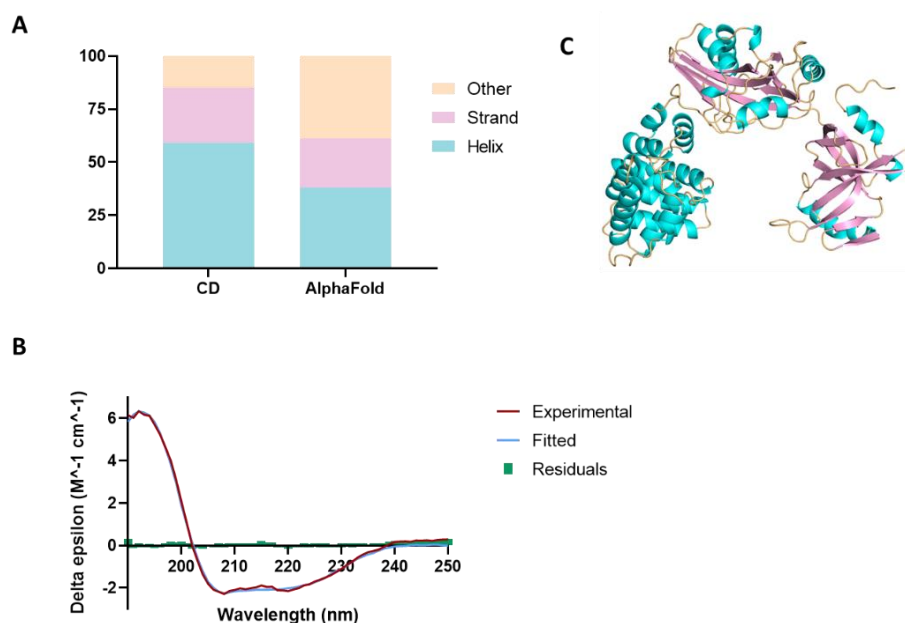 A
100
75
50
25
0
CD
AlphaFold
Other
Strand
Helix
C
B
Delta epsilon (M^-1 cm^-1)
6
4
2
0
-2
200
210
220
230
240
250
Wavelength (nm)
Experimental
Fitted
Residuals